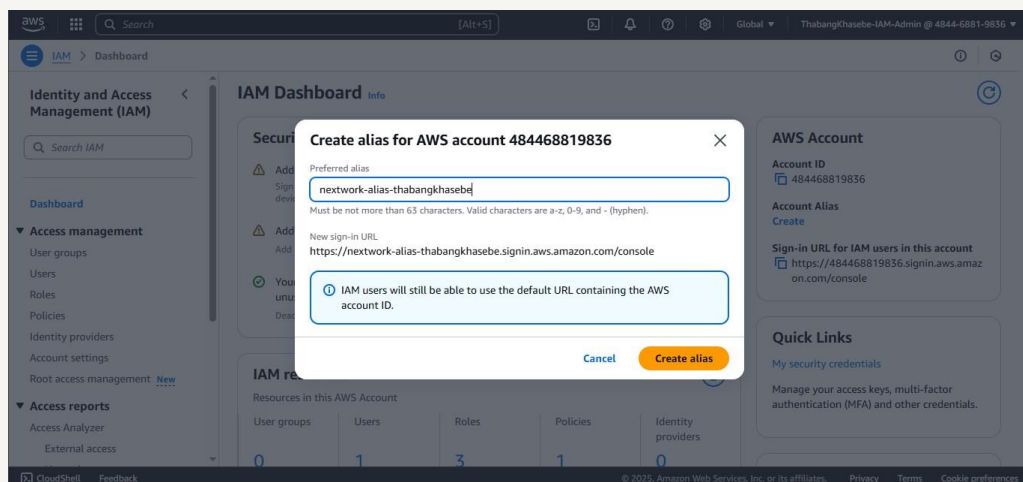 aws
Search
[Alt+S]
Global
ThabangKhasebe-IAM-Admin @ 4844-6881-9836
IAM > Dashboard
Identity and Access Management (IAM)
Search IAM
Dashboard
Access management
User groups
Users
Roles
Policies
Identity providers
Account settings
Root access management New
Access reports
Access Analyzer
External access
IAM Dashboard Info
Securi
Add
Sign
devic
Add
Add
Your
unus
Deac
Create alias for AWS account 484468819836
Preferred alias
nextwork-alias-thabangkhasebe
Must be not more than 63 characters. Valid characters are a-z, 0-9, and - (hyphen).
New sign-in URL
https://nextwork-alias-thabangkhasebe.signin.aws.amazon.com/console
IAM users will still be able to use the default URL containing the AWS
account ID.
Cancel
Create alias
IAM re
Resources in this AWS Account
User groups
Users
Roles
Policies
Identity
providers
0
1
3
1
0
AWS Account
Account ID
484468819836
Account Alias
Create
Sign-in URL for IAM users in this account
https://484468819836.signin.aws.amaz
on.com/console
Quick Links
My security credentials
Manage your access keys, multi-factor
authentication (MFA) and other credentials.
CloudShell
Feedback
© 2025, Amazon Web Services, Inc. or its affiliates.
Privacy
Terms
Cookie preferences